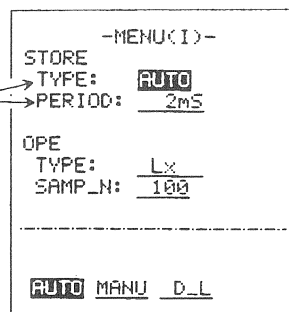 -MENU(I)-
STORE
TYPE: AUTO
PERIOD: 2mS
OPE
TYPE: Lx
SAMP_N: 100
AUTO MANU D_L